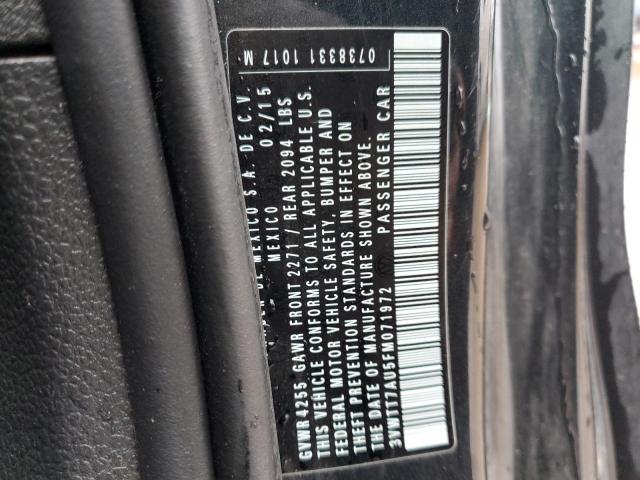 DE MEXICO S.A. DE C.V.
MEXICO 02/15
GVWR 4255 GAWR FRONT 2271 / REAR 2094 LBS
THIS VEHICLE CONFORMS TO ALL APPLICABLE U.S.
FEDERAL MOTOR VEHICLE SAFETY, BUMPER AND
THEFT PREVENTION STANDARDS IN EFFECT ON
DATE OF MANUFACTURE SHOWN ABOVE.
3VW1T7AU5FM071972 PASSENGER CAR
0738331 1017 M